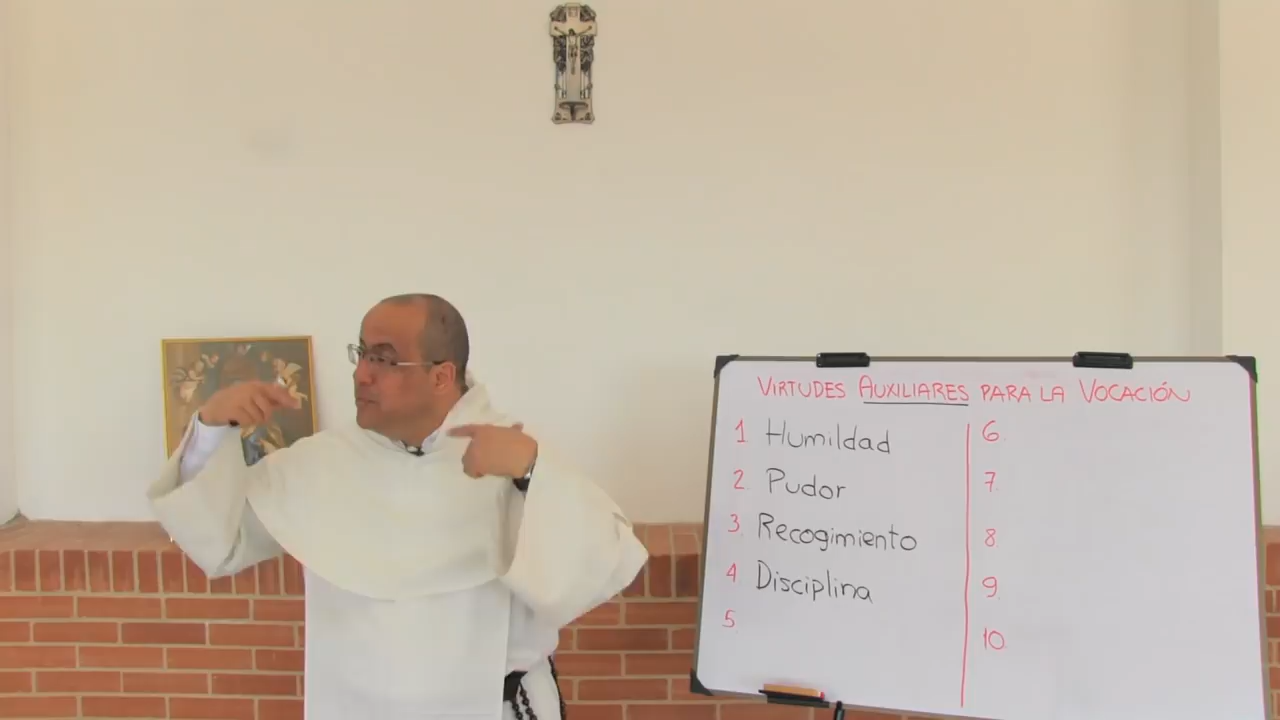 VIRTUDES AUXILIARES PARA LA VOCACIÓN
1 Humildad
2. Pudor
3. Recogimiento
4 Disciplina
5.
6.
7.
8
9.
10.